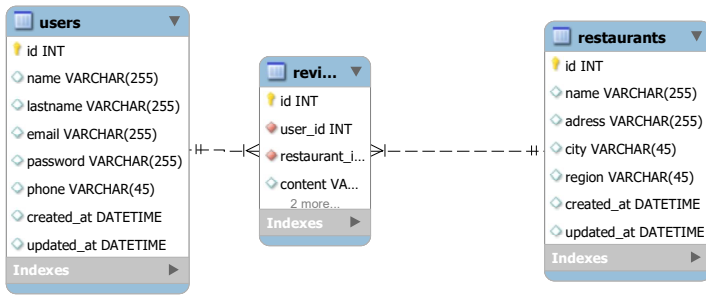 users
id INT
name VARCHAR(255)
lastname VARCHAR(255)
email VARCHAR(255)
password VARCHAR(255)
phone VARCHAR(45)
created_at DATETIME
updated_at DATETIME
Indexes
revi...
id INT
user_id INT
restaurant_i...
content VA...
2 more...
Indexes
restaurants
id INT
name VARCHAR(255)
adress VARCHAR(255)
city VARCHAR(45)
region VARCHAR(45)
created_at DATETIME
updated_at DATETIME
Indexes